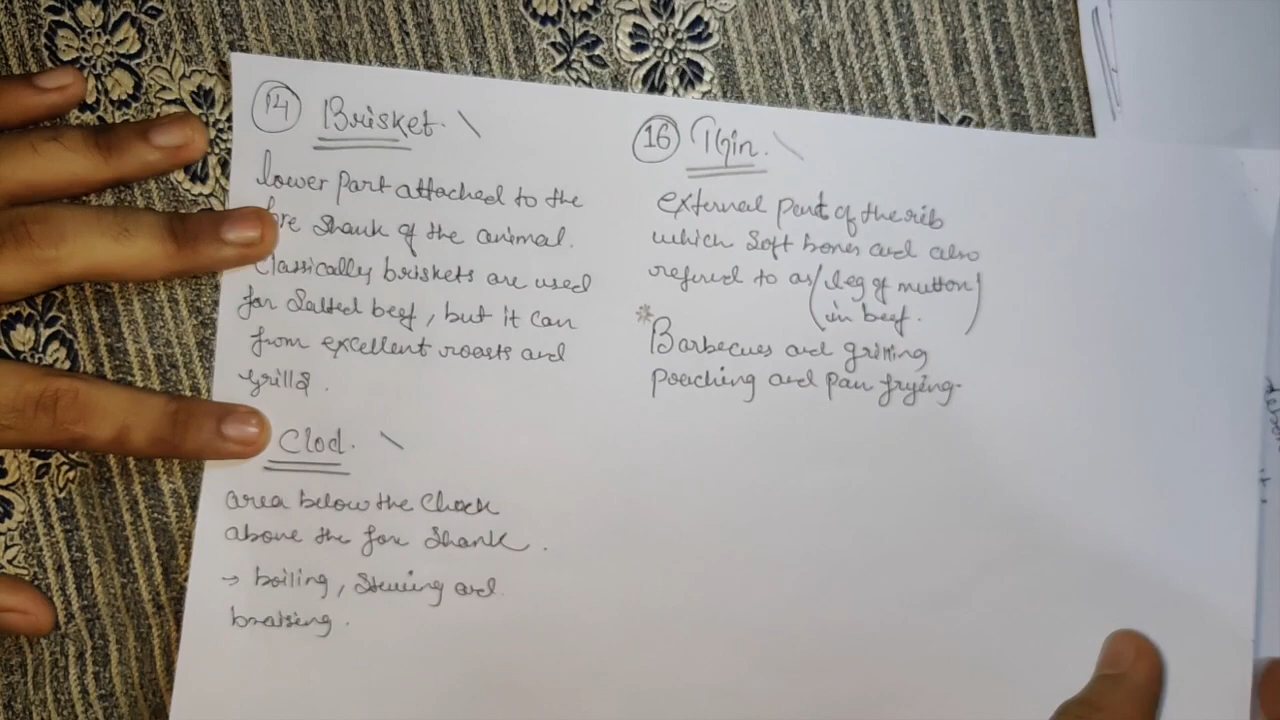 14 Brisket.
lower part attached to the
fore shank of the animal.
Classically briskets are used
for Salted beef, but it can
from excellent roasts and
grills.
Clod.
area below the Chock
above the for shank.
→ boiling, Stewing and
braising.
16 Thin.
external part of the rib
which soft bones and also
refered to as (leg of mutton)
in beef.
* Barbecues and grilling
poaching and pan frying.